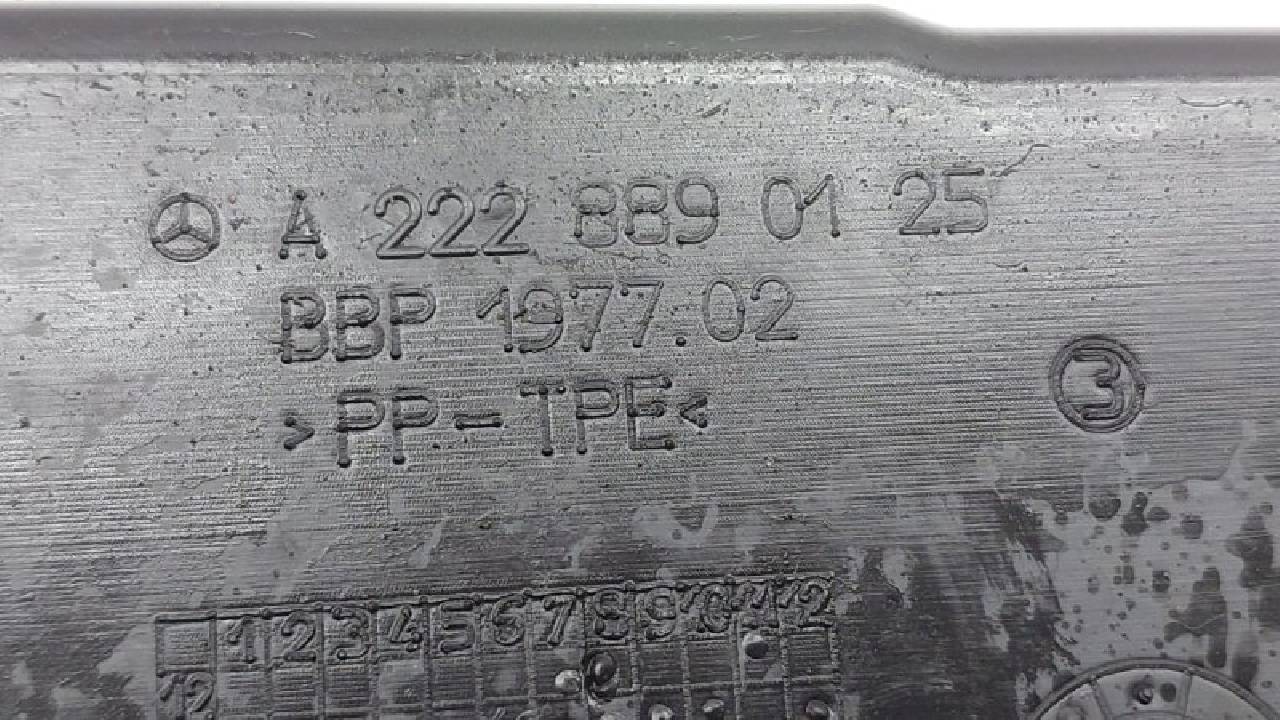 A 222 889 01 25
BBP 1977.02
>PP-TPE<
3
1 2 3 4 5 6 7 8 9 10 11 12
12